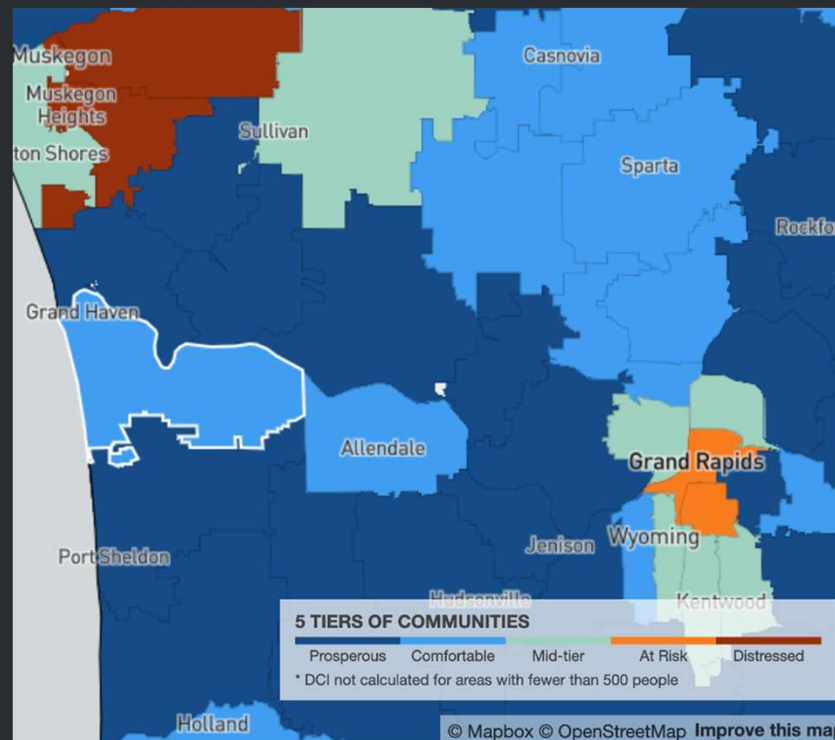 Muskegon
Casnovia
Muskegon
Heights
Sullivan
ton Shores
Sparta
Rockfo
Grand Haven
Allendale
Grand Rapids
Wyoming
Jenison
Port Sheldon
Hudsonville
Kentwood
5 TIERS OF COMMUNITIES
Prosperous Comfortable Mid-tier At Risk Distressed
* DCI not calculated for areas with fewer than 500 people
Holland
© Mapbox © OpenStreetMap Improve this ma